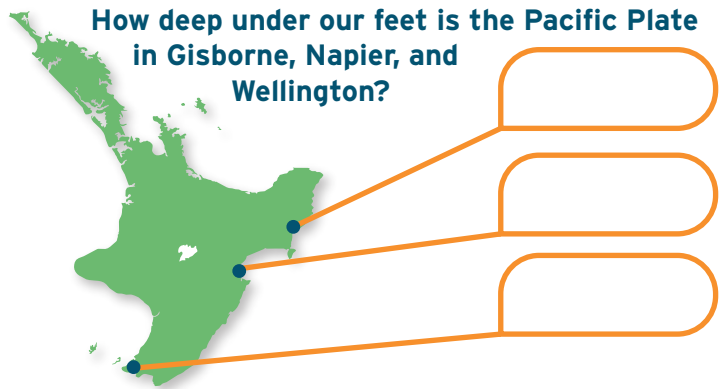 How deep under our feet is the Pacific Plate
in Gisborne, Napier, and
Wellington?